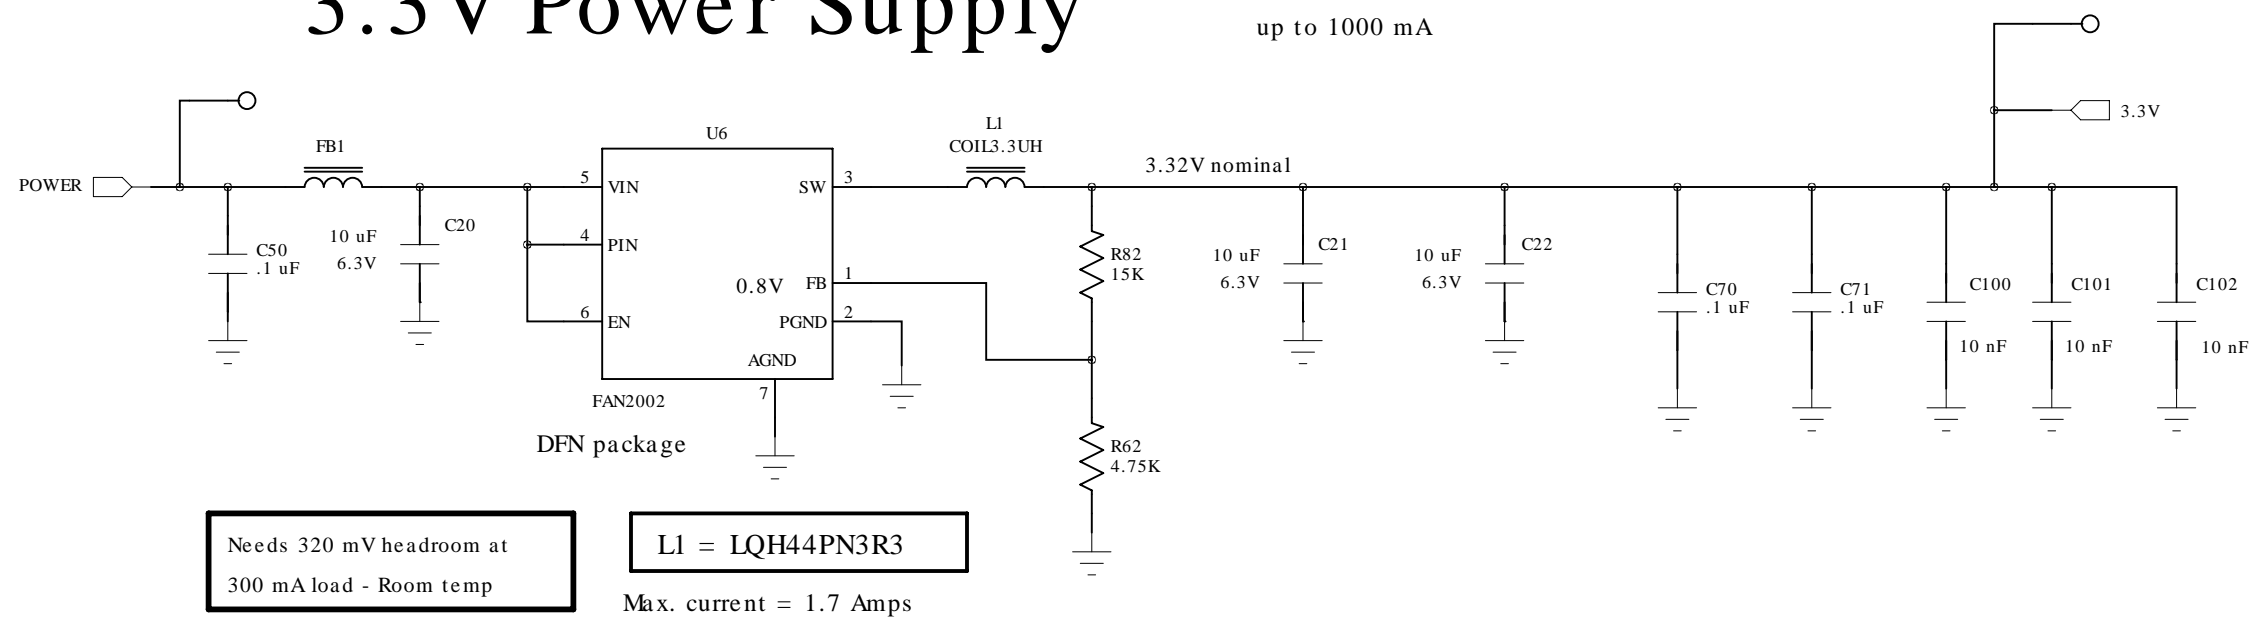 3.3V Power Supply
up to 1000 mA
3.3V
L1
COIL3.3UH
U6
FB1
3.32V nominal
POWER
5
VIN
SW
3
C50
.1 uF
10 uF
6.3V
C20
4
PIN
0.8V
FB
1
6
EN
PGND
2
AGND
7
FAN2002
DFN package
R82
15K
R62
4.75K
10 uF
6.3V
C21
10 uF
6.3V
C22
C70
.1 uF
C71
.1 uF
C100
10 nF
C101
10 nF
C102
10 nF
Needs 320 mV headroom at
300 mA load - Room temp
L1 = LQH44PN3R3
Max. current = 1.7 Amps